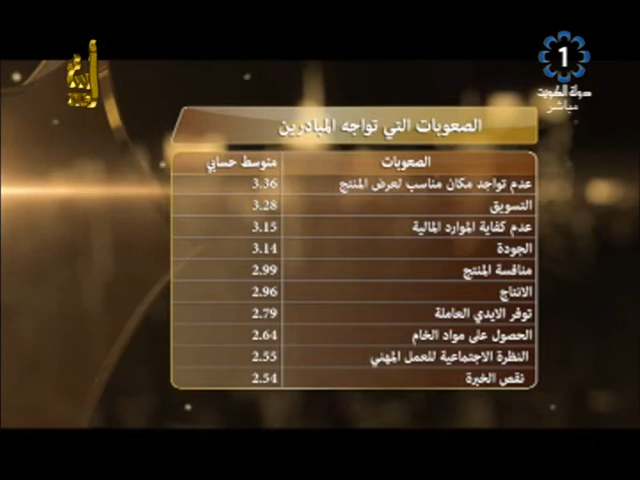 1
دولة الكويت
مباشر
الصعوبات التي تواجه المبادرين
الصعوبات متوسط حسابي
عدم تواجد مكان مناسب لعرض المنتج 3.36
التسويق 3.28
عدم كفاية الموارد المالية 3.15
الجودة 3.14
منافسة المنتج 2.99
الانتاج 2.96
توفر الايدي العاملة 2.79
الحصول على مواد الخام 2.64
النظرة الاجتماعية للعمل المهني 2.55
نقص الخبرة 2.54